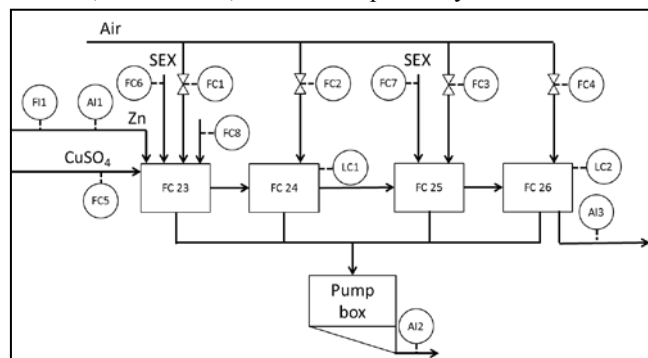 Air
SEX
SEX
FC6
FC1
FC2
FC7
FC3
FC4
FI1
AI1
Zn
FC8
CuSO₄
LC1
LC2
FC 23
FC 24
FC 25
FC 26
FC5
AI3
Pump
box
AI2